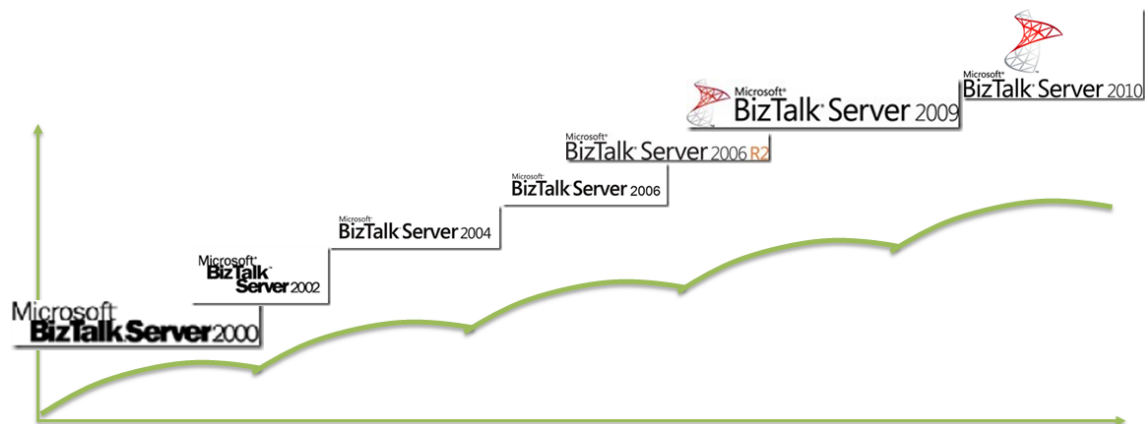 Microsoft®
BizTalk® Server 2010
Microsoft®
BizTalk® Server 2009
Microsoft®
BizTalk® Server 2006 R2
Microsoft®
BizTalk Server 2006
Microsoft®
BizTalk Server 2004
Microsoft®
BizTalk™
Server 2002
Microsoft
BizTalk Server 2000